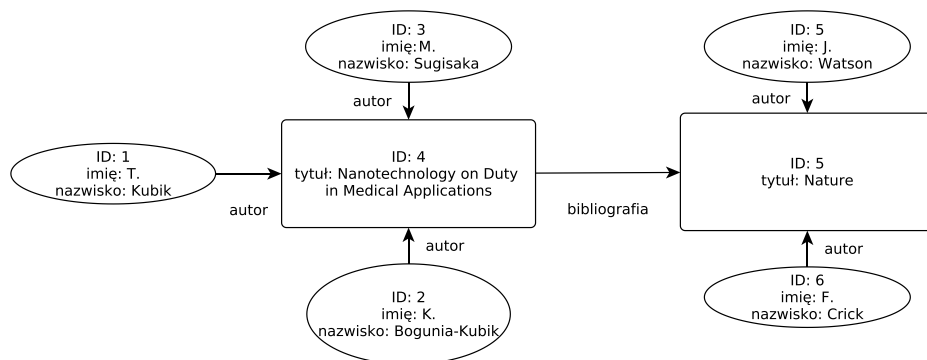 ID: 3
imię:M.
nazwisko: Sugisaka
autor
ID: 1
imię: T.
nazwisko: Kubik
autor
ID: 4
tytuł: Nanotechnology on Duty
in Medical Applications
autor
ID: 2
imię: K.
nazwisko: Bogunia-Kubik
bibliografia
ID: 5
imię: J.
nazwisko: Watson
autor
ID: 5
tytuł: Nature
autor
ID: 6
imię: F.
nazwisko: Crick